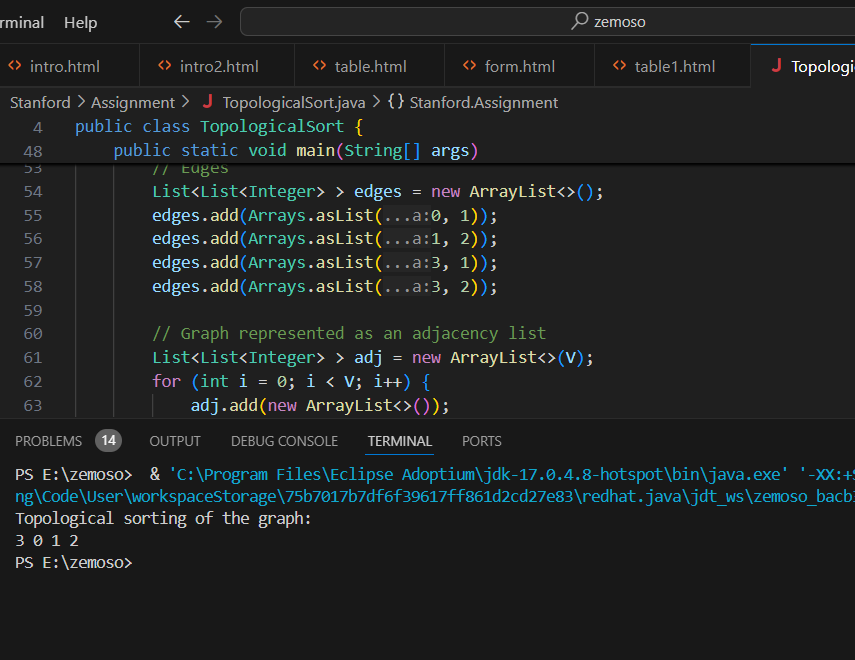 rminal Help ← → zemoso
<> intro.html <> intro2.html <> table.html <> form.html <> table1.html J Topologi
Stanford > Assignment > J TopologicalSort.java > {} Stanford.Assignment
4 public class TopologicalSort {
48 public static void main(String[] args)
53 // Edges
54 List<List<Integer> > edges = new ArrayList<>();
55 edges.add(Arrays.asList(...a:0, 1));
56 edges.add(Arrays.asList(...a:1, 2));
57 edges.add(Arrays.asList(...a:3, 1));
58 edges.add(Arrays.asList(...a:3, 2));
59
60 // Graph represented as an adjacency list
61 List<List<Integer> > adj = new ArrayList<>(V);
62 for (int i = 0; i < V; i++) {
63 adj.add(new ArrayList<>());
PROBLEMS 14 OUTPUT DEBUG CONSOLE TERMINAL PORTS
PS E:\zemoso> & 'C:\Program Files\Eclipse Adoptium\jdk-17.0.4.8-hotspot\bin\java.exe' '-XX:+S
ng\Code\User\workspaceStorage\75b7017b7df6f39617ff861d2cd27e83\redhat.java\jdt_ws\zemoso_bacb
Topological sorting of the graph:
3 0 1 2
PS E:\zemoso>